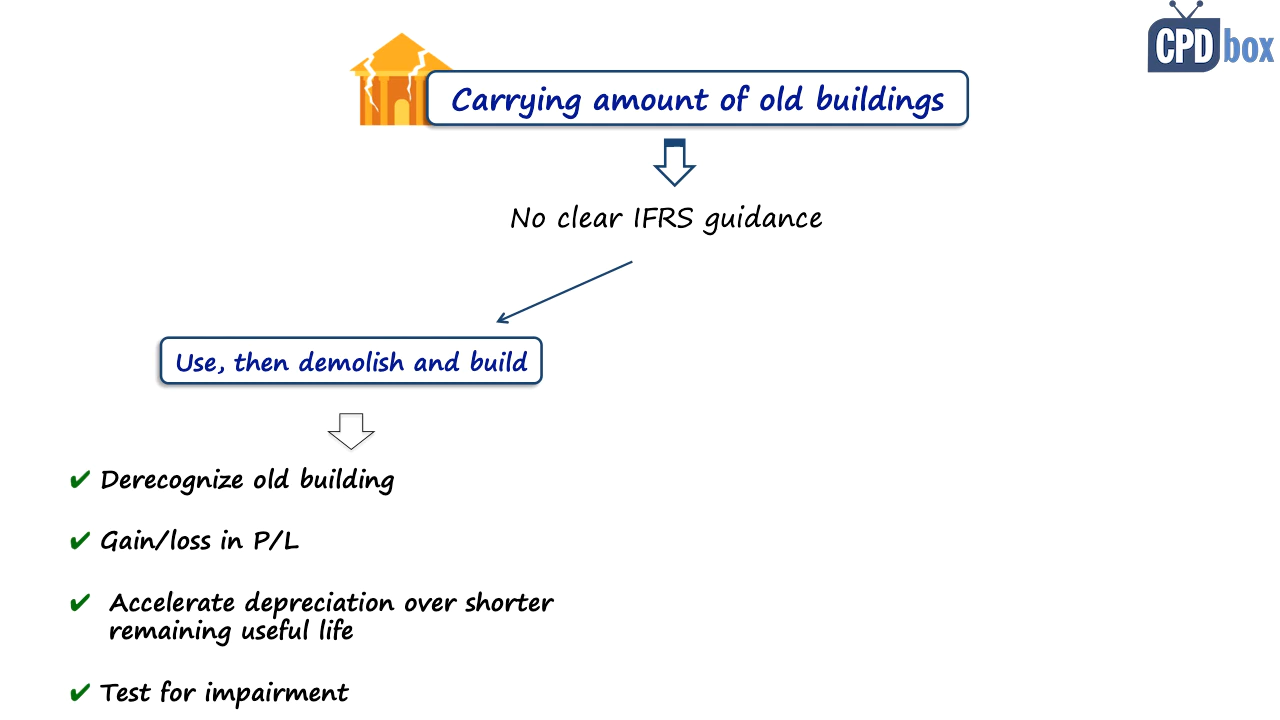 CPD box
Carrying amount of old buildings
No clear IFRS guidance
Use, then demolish and build
✔ Derecognize old building
✔ Gain/loss in P/L
✔ Accelerate depreciation over shorter
remaining useful life
✔ Test for impairment